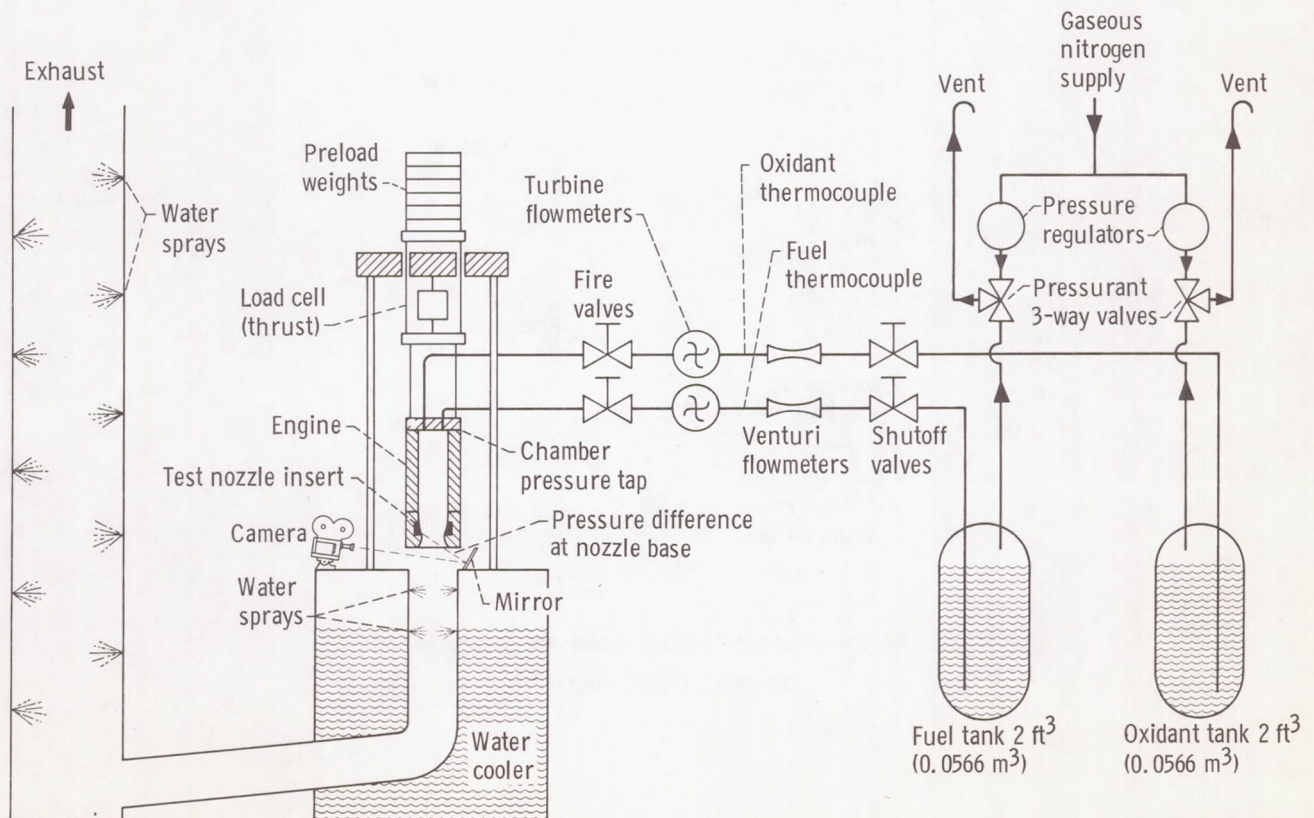 Exhaust
Water
sprays
Preload
weights
Load cell
(thrust)
Engine
Test nozzle insert
Camera
Water
sprays
Mirror
Water
cooler
Pressure difference
at nozzle base
Chamber
pressure tap
Turbine
flowmeters
Fire
valves
Oxidant
thermocouple
Fuel
thermocouple
Venturi
flowmeters
Shutoff
valves
Vent
Gaseous
nitrogen
supply
Vent
Pressure
regulators
Pressurant
3-way valves
Fuel tank 2 ft³
(0.0566 m³)
Oxidant tank 2 ft³
(0.0566 m³)